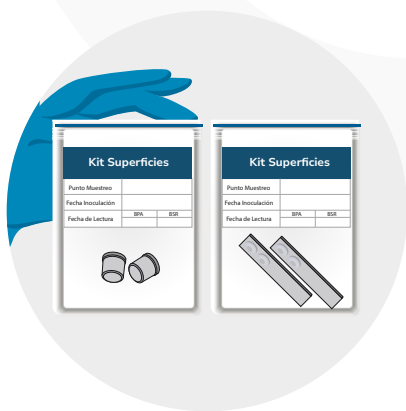 Kit Superficies
Punto Muestreo
Fecha Inoculación
Fecha de Lectura
BPA
BSR
Kit Superficies
Punto Muestreo
Fecha Inoculación
Fecha de Lectura
BPA
BSR